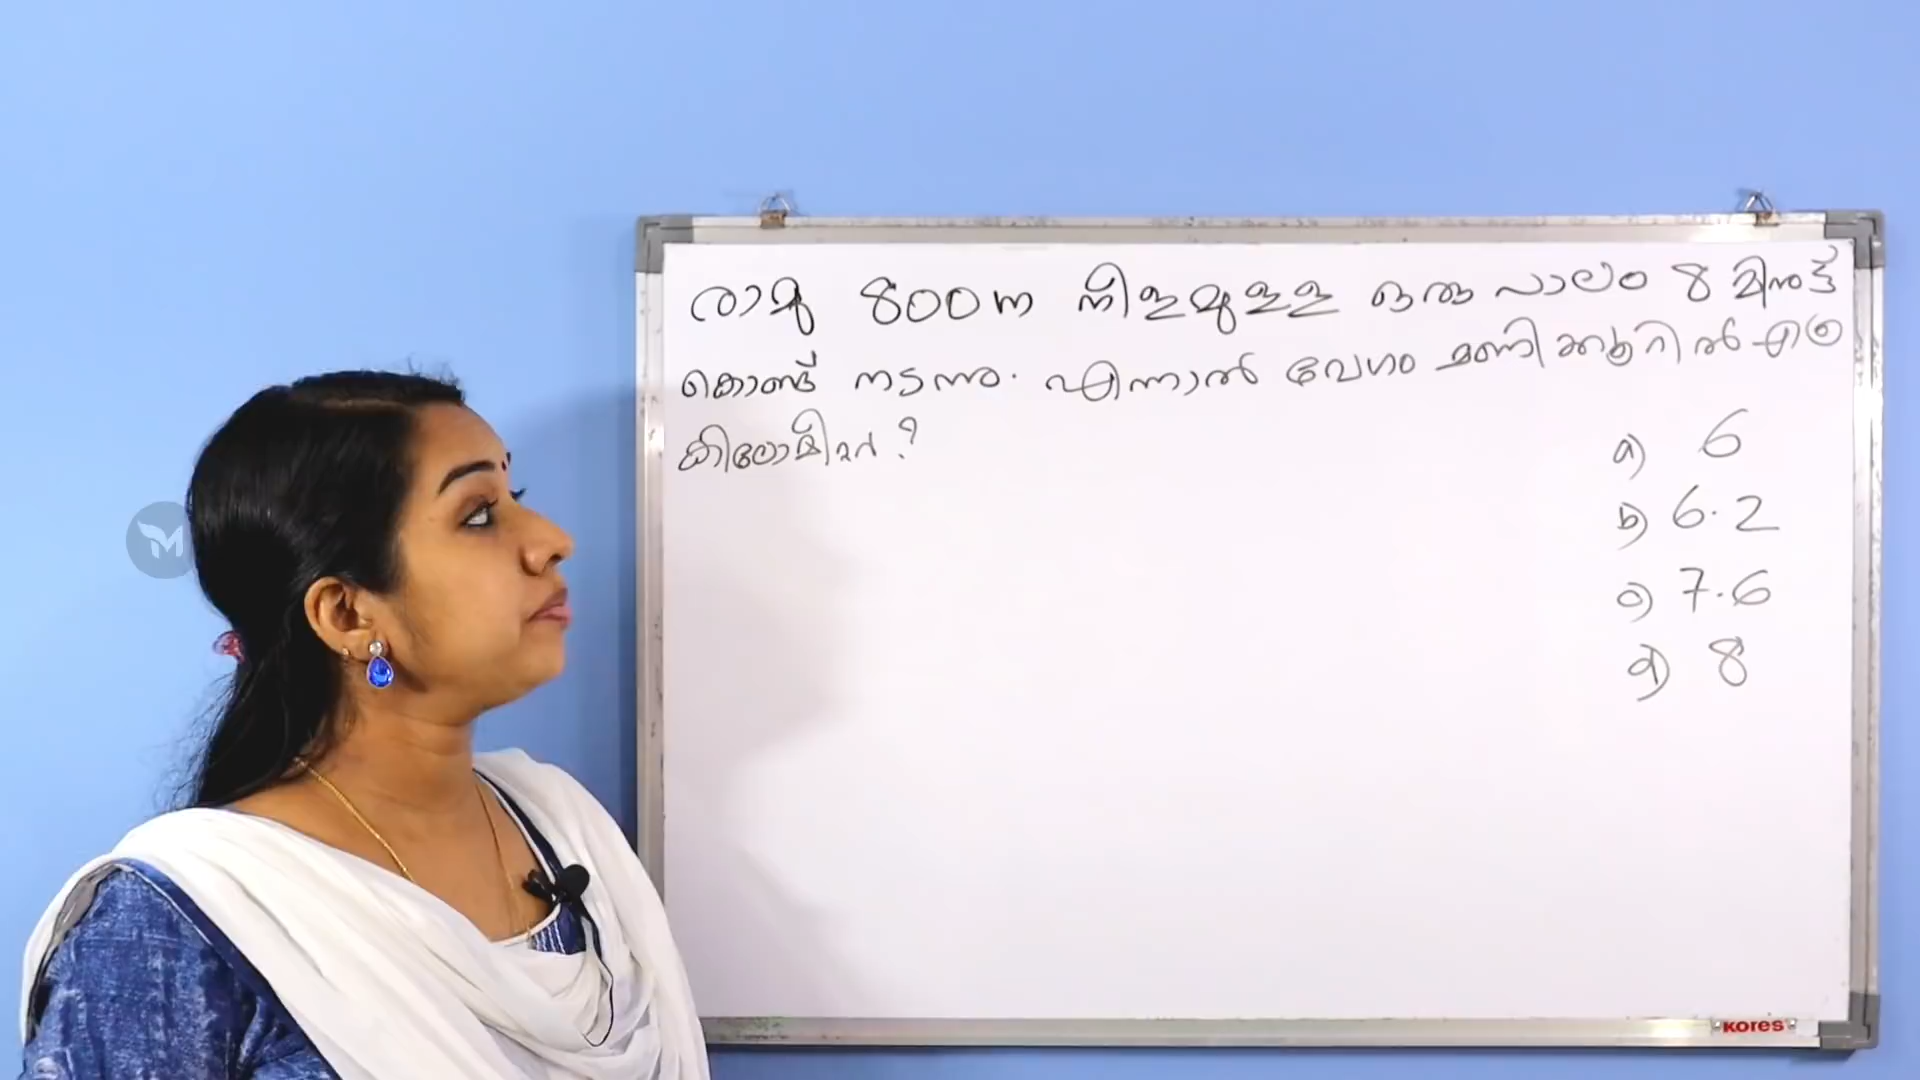 രാമു 800m നീളമുള്ള ഒരു പാലം 8 മിനുട്ട്
കൊണ്ട് നടന്നു. എന്നാൽ വേഗം മണിക്കൂറിൽ എത്ര
കിലോമീറ്റർ ?
a) 6
b) 6.2
c) 7.6
d) 8
M
KORES